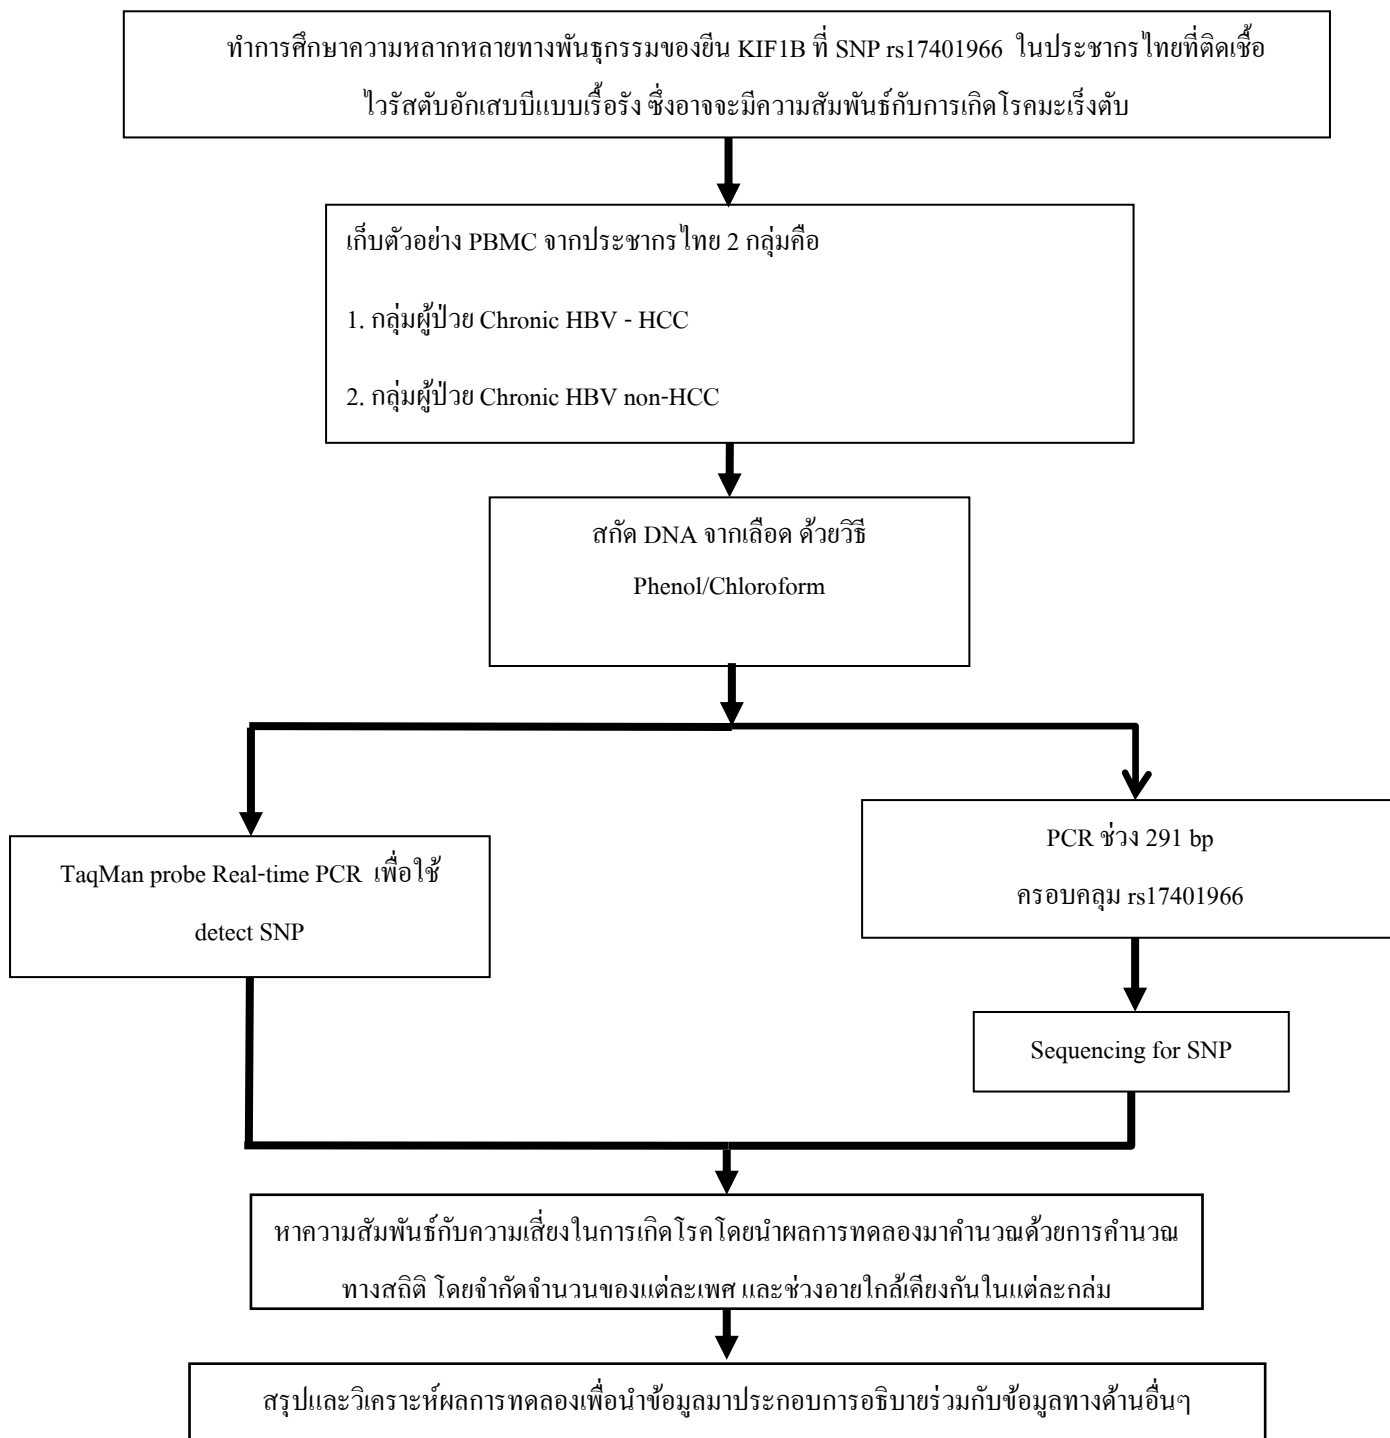 ทำการศึกษาความหลากหลายทางพันธุกรรมของยีน KIF1B ที่ SNP rs17401966 ในประชากรไทยที่ติดเชื้อ
ไวรัสตับอักเสบบีแบบเรื้อรัง ซึ่งอาจจะมีความสัมพันธ์กับการเกิดโรคมะเร็งตับ
เก็บตัวอย่าง PBMC จากประชากรไทย 2 กลุ่มคือ
1. กลุ่มผู้ป่วย Chronic HBV - HCC
2. กลุ่มผู้ป่วย Chronic HBV non-HCC
สกัด DNA จากเลือด ด้วยวิธี
Phenol/Chloroform
TaqMan probe Real-time PCR เพื่อใช้
detect SNP
PCR ช่วง 291 bp
ครอบคลุม rs17401966
Sequencing for SNP
หาความสัมพันธ์กับความเสี่ยงในการเกิดโรคโดยนำผลการทดลองมาคำนวณด้วยการคำนวณ
ทางสถิติ โดยจำกัดจำนวนของแต่ละเพศ และช่วงอายุใกล้เคียงกันในแต่ละกลุ่ม
สรุปและวิเคราะห์ผลการทดลองเพื่อนำข้อมูลมาประกอบการอธิบายร่วมกับข้อมูลทางด้านอื่นๆ